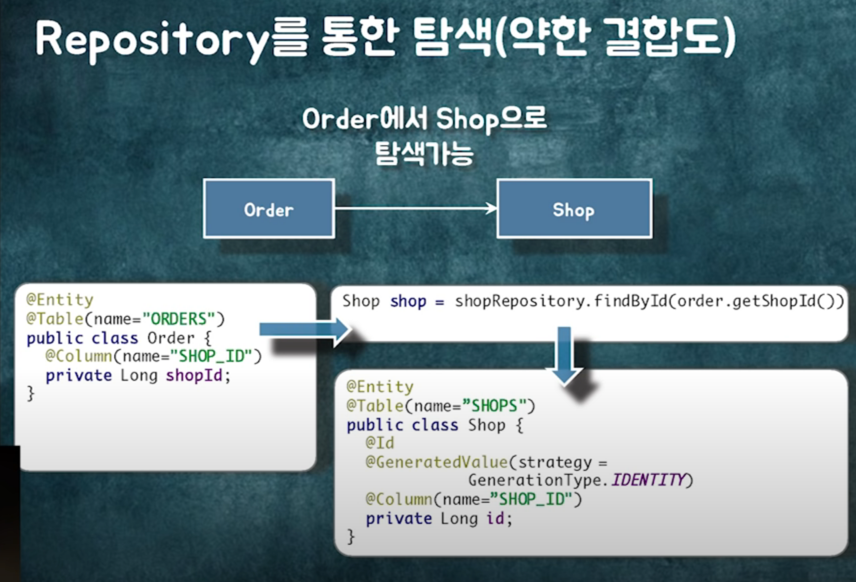 Repository를 통한 탐색(약한 결합도)
Order에서 Shop으로
탐색가능
Order
Shop
@Entity
@Table(name="ORDERS")
public class Order {
@Column(name="SHOP_ID")
private Long shopId;
}
Shop shop = shopRepository.findById(order.getShopId())
@Entity
@Table(name=”SHOPS")
public class Shop {
@Id
@GeneratedValue(strategy =
GenerationType.IDENTITY)
@Column(name=”SHOP_ID")
private Long id;
}